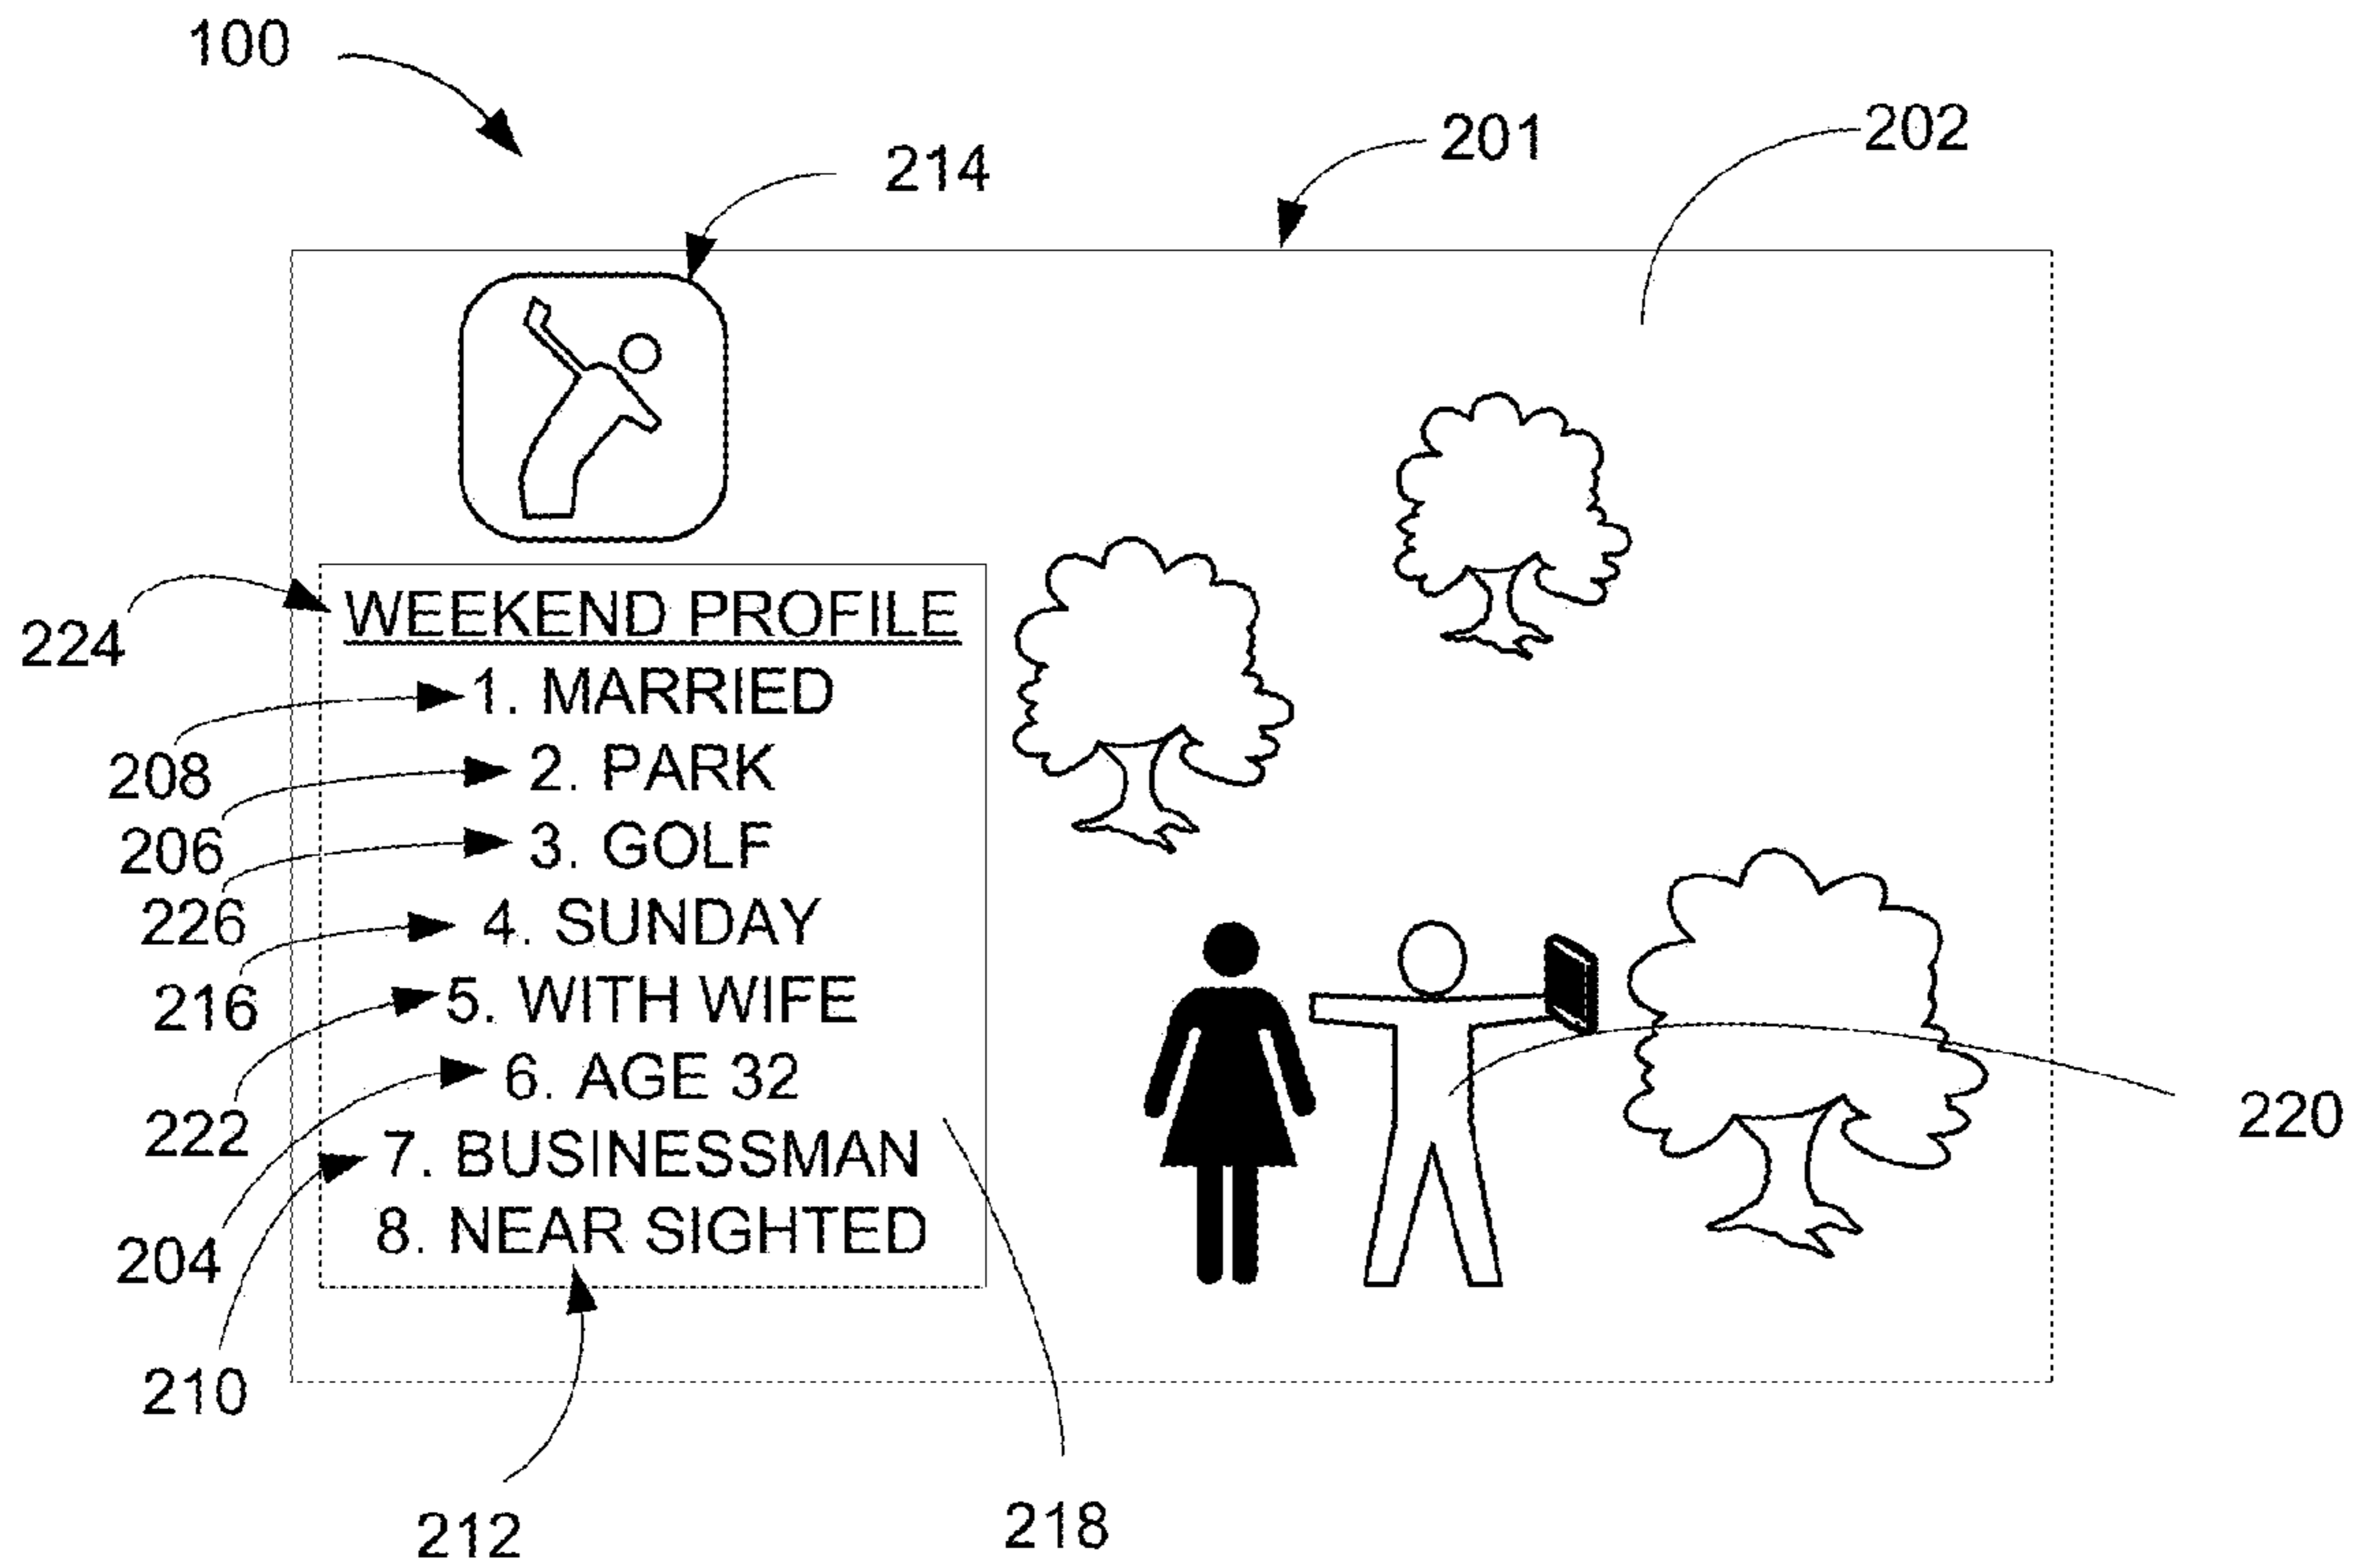 100
201
202
214
224
WEEKEND PROFILE
1. MARRIED
208
2. PARK
206
3. GOLF
226
4. SUNDAY
216
5. WITH WIFE
222
6. AGE 32
204
7. BUSINESSMAN
210
8. NEAR SIGHTED
220
212
218